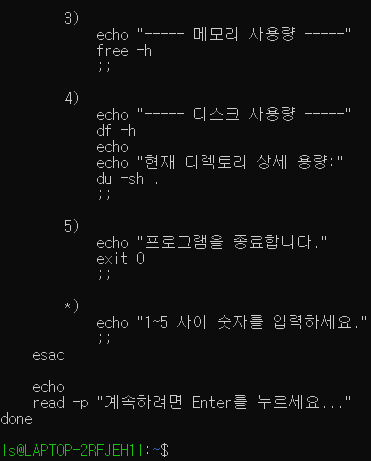 3)
echo "----- 메모리 사용량 -----"
free -h
;;
4)
echo "----- 디스크 사용량 -----"
df -h
echo
echo "현재 디렉토리 상세 용량:"
du -sh .
;;
5)
echo "프로그램을 종료합니다."
exit 0
;;
*)
echo "1~5 사이 숫자를 입력하세요."
;;
esac
echo
read -p "계속하려면 Enter를 누르세요..."
done
ls@LAPTOP-2RFJEH1I:~$